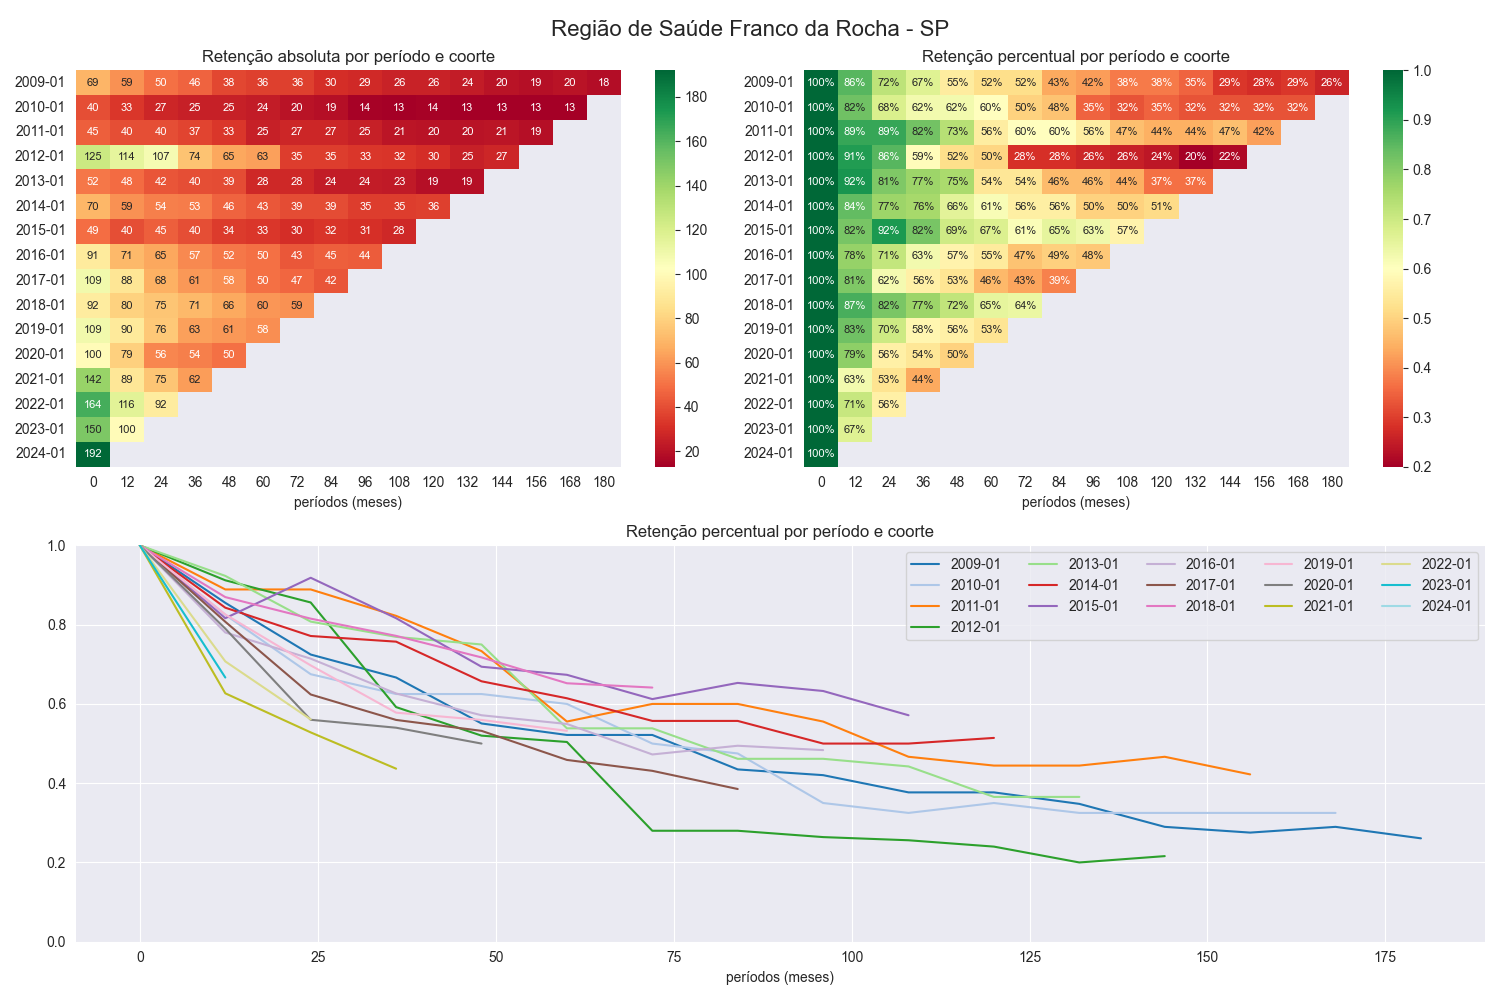 Região de Saúde Franco da Rocha - SP
Retenção absoluta por período e coorte
2009-01 69 59 50 46 38 36 36 30 29 26 26 24 20 19 20 18
2010-01 40 33 27 25 25 24 20 19 14 13 14 13 13 13 13
2011-01 45 40 40 37 33 25 27 27 25 21 20 20 21 19
2012-01 125 114 107 74 65 63 35 35 33 32 30 25 27
2013-01 52 48 42 40 39 28 28 24 24 23 19 19
2014-01 70 59 54 53 46 43 39 39 35 35 36
2015-01 49 40 45 40 34 33 30 32 31 28
2016-01 91 71 65 57 52 50 43 45 44
2017-01 109 88 68 61 58 50 47 42
2018-01 92 80 75 71 66 60 59
2019-01 109 90 76 63 61 58
2020-01 100 79 56 54 50
2021-01 142 89 75 62
2022-01 164 116 92
2023-01 150 100
2024-01 192
0 12 24 36 48 60 72 84 96 108 120 132 144 156 168 180
períodos (meses)
180
160
140
120
100
80
60
40
20
Retenção percentual por período e coorte
2009-01 100% 86% 72% 67% 55% 52% 52% 43% 42% 38% 38% 35% 29% 28% 29% 26%
2010-01 100% 82% 68% 62% 62% 60% 50% 48% 35% 32% 35% 32% 32% 32% 32%
2011-01 100% 89% 89% 82% 73% 56% 60% 60% 56% 47% 44% 44% 47% 42%
2012-01 100% 91% 86% 59% 52% 50% 28% 28% 26% 26% 24% 20% 22%
2013-01 100% 92% 81% 77% 75% 54% 54% 46% 46% 44% 37% 37%
2014-01 100% 84% 77% 76% 66% 61% 56% 56% 50% 50% 51%
2015-01 100% 82% 92% 82% 69% 67% 61% 65% 63% 57%
2016-01 100% 78% 71% 63% 57% 55% 47% 49% 48%
2017-01 100% 81% 62% 56% 53% 46% 43% 39%
2018-01 100% 87% 82% 77% 72% 65% 64%
2019-01 100% 83% 70% 58% 56% 53%
2020-01 100% 79% 56% 54% 50%
2021-01 100% 63% 53% 44%
2022-01 100% 71% 56%
2023-01 100% 67%
2024-01 100%
0 12 24 36 48 60 72 84 96 108 120 132 144 156 168 180
períodos (meses)
1.0
0.9
0.8
0.7
0.6
0.5
0.4
0.3
0.2
Retenção percentual por período e coorte
1.0
0.8
0.6
0.4
0.2
0.0
2009-01 2013-01 2016-01 2019-01 2022-01
2010-01 2014-01 2017-01 2020-01 2023-01
2011-01 2015-01 2018-01 2021-01 2024-01
2012-01
0 25 50 75 100 125 150 175
períodos (meses)